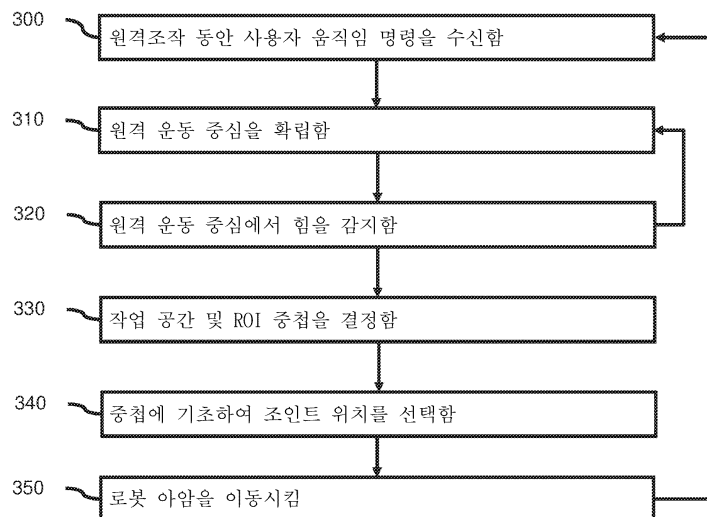 300 원격조작 동안 사용자 움직임 명령을 수신함
310 원격 운동 중심을 확립함
320 원격 운동 중심에서 힘을 감지함
330 작업 공간 및 ROI 중첩을 결정함
340 중첩에 기초하여 조인트 위치를 선택함
350 로봇 아암을 이동시킴